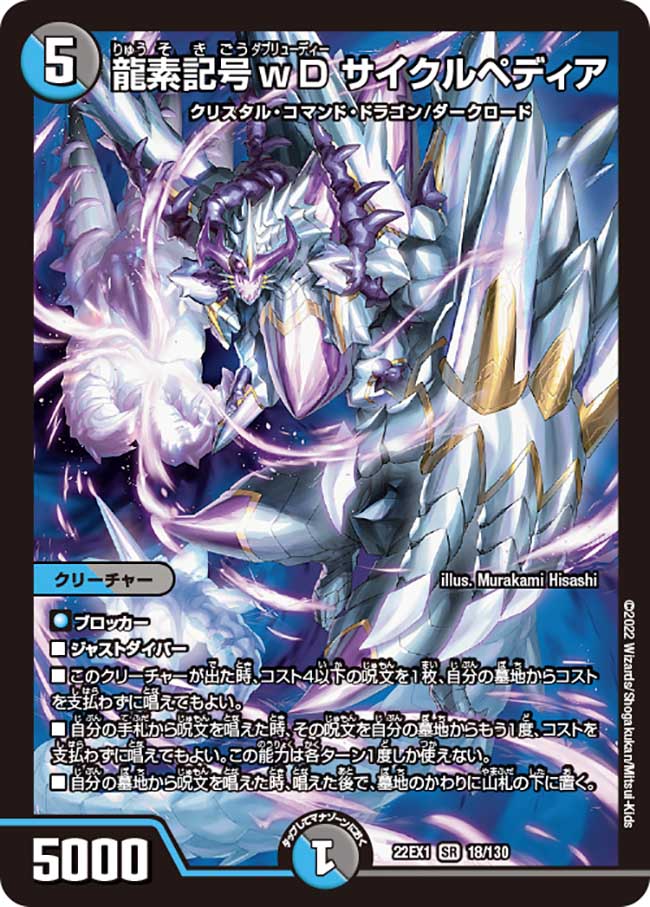 5
りゅう そ き ごう ダブリューディー
龍素記号wD サイクルペディア
クリスタル・コマンド・ドラゴン/ダークロード
クリーチャー
illus. Murakami Hisashi
ブロッカー
■ジャストダイバー
■このクリーチャーが出た時、コスト4以下の呪文を1枚、自分の墓地からコスト
を支払わずに唱えてもよい。
■自分の手札から呪文を唱えた時、その呪文を自分の墓地からもう1度、コストを
支払わずに唱えてもよい。この能力は各ターン1度しか使えない。
■自分の墓地から呪文を唱えた時、唱えた後で、墓地のかわりに山札の下に置く。
©2022 Wizards/Shogakukan/Mitsui-Kids
タップしてマナゾーンにおく
5000
1
22EX1 SR 18/130